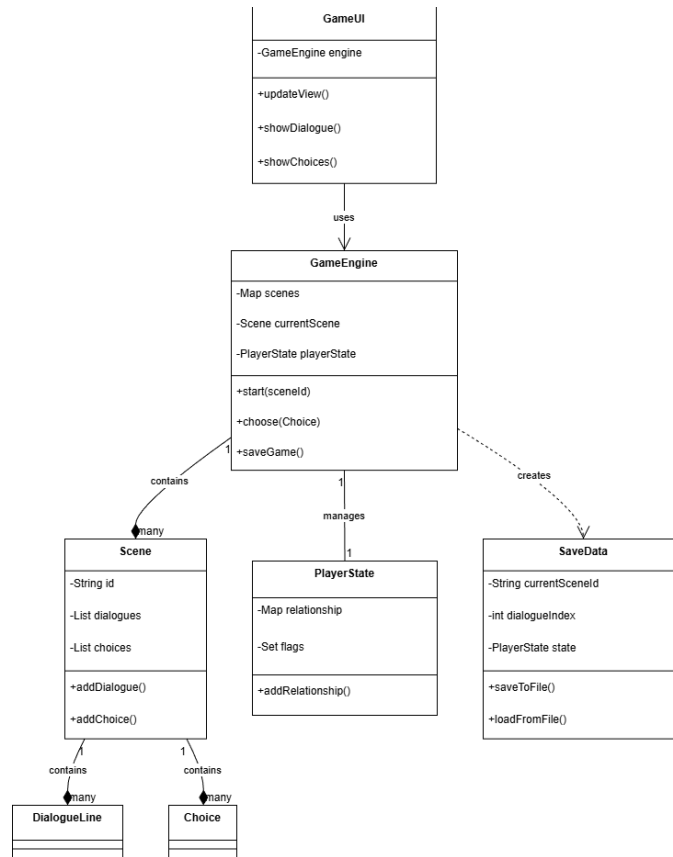 GameUI
-GameEngine engine
+updateView()
+showDialogue()
+showChoices()
uses
GameEngine
-Map scenes
-Scene currentScene
-PlayerState playerState
+start(sceneId)
+choose(Choice)
+saveGame()
1
contains
many
1
manages
1
creates
Scene
-String id
-List dialogues
-List choices
+addDialogue()
+addChoice()
PlayerState
-Map relationship
-Set flags
+addRelationship()
SaveData
-String currentSceneId
-int dialogueIndex
-PlayerState state
+saveToFile()
+loadFromFile()
1
contains
many
1
contains
many
DialogueLine
Choice